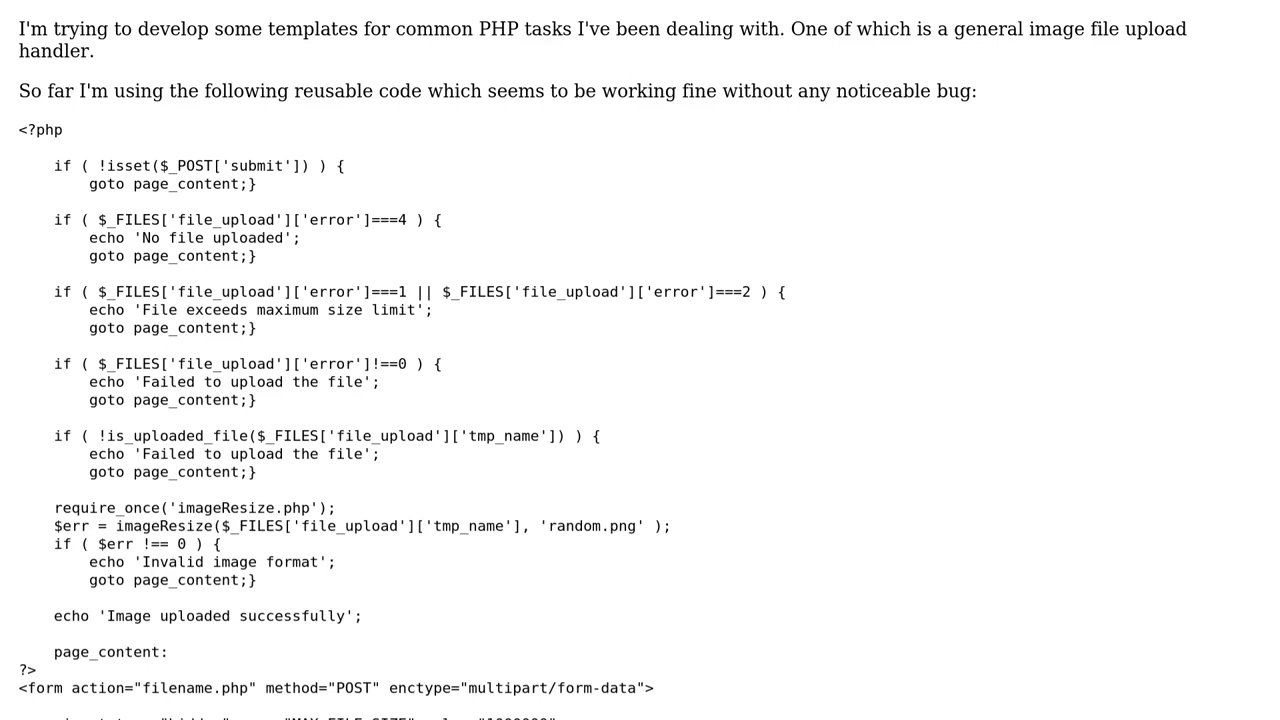 I'm trying to develop some templates for common PHP tasks I've been dealing with. One of which is a general image file upload
handler.
So far I'm using the following reusable code which seems to be working fine without any noticeable bug:
<?php
if ( !isset($_POST['submit']) ) {
goto page_content;}
if ( $_FILES['file_upload']['error']===4 ) {
echo 'No file uploaded';
goto page_content;}
if ( $_FILES['file_upload']['error']===1 || $_FILES['file_upload']['error']===2 ) {
echo 'File exceeds maximum size limit';
goto page_content;}
if ( $_FILES['file_upload']['error']!==0 ) {
echo 'Failed to upload the file';
goto page_content;}
if ( !is_uploaded_file($_FILES['file_upload']['tmp_name']) ) {
echo 'Failed to upload the file';
goto page_content;}
require_once('imageResize.php');
$err = imageResize($_FILES['file_upload']['tmp_name'], 'random.png' );
if ( $err !== 0 ) {
echo 'Invalid image format';
goto page_content;}
echo 'Image uploaded successfully';
page_content:
?>
<form action="filename.php" method="POST" enctype="multipart/form-data">